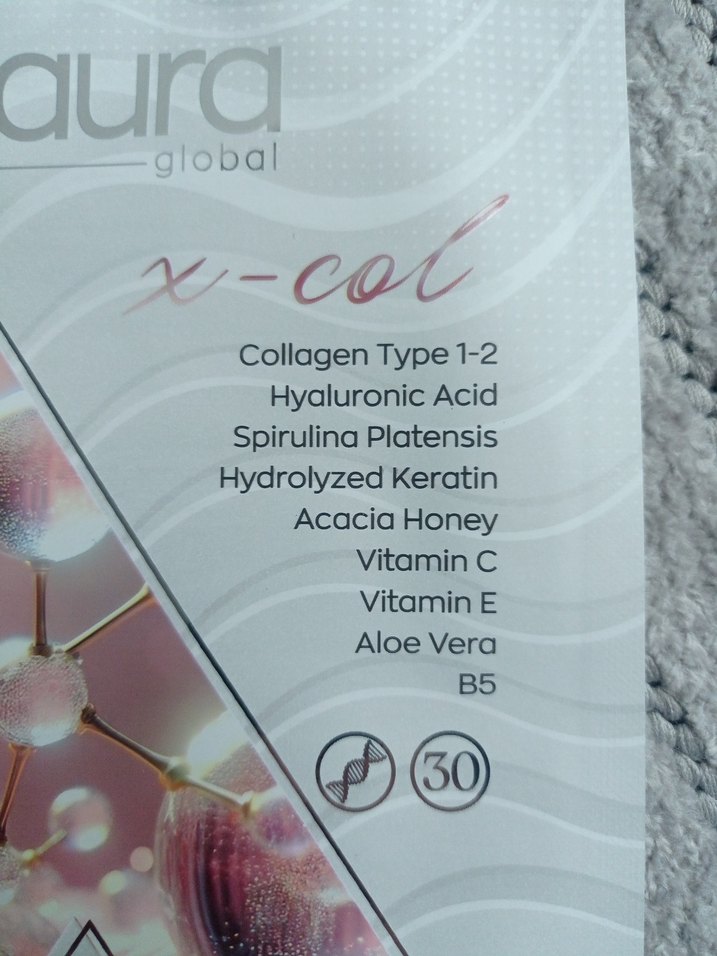 aura
global
x-col
Collagen Type 1-2
Hyaluronic Acid
Spirulina Platensis
Hydrolyzed Keratin
Acacia Honey
Vitamin C
Vitamin E
Aloe Vera
B5
30